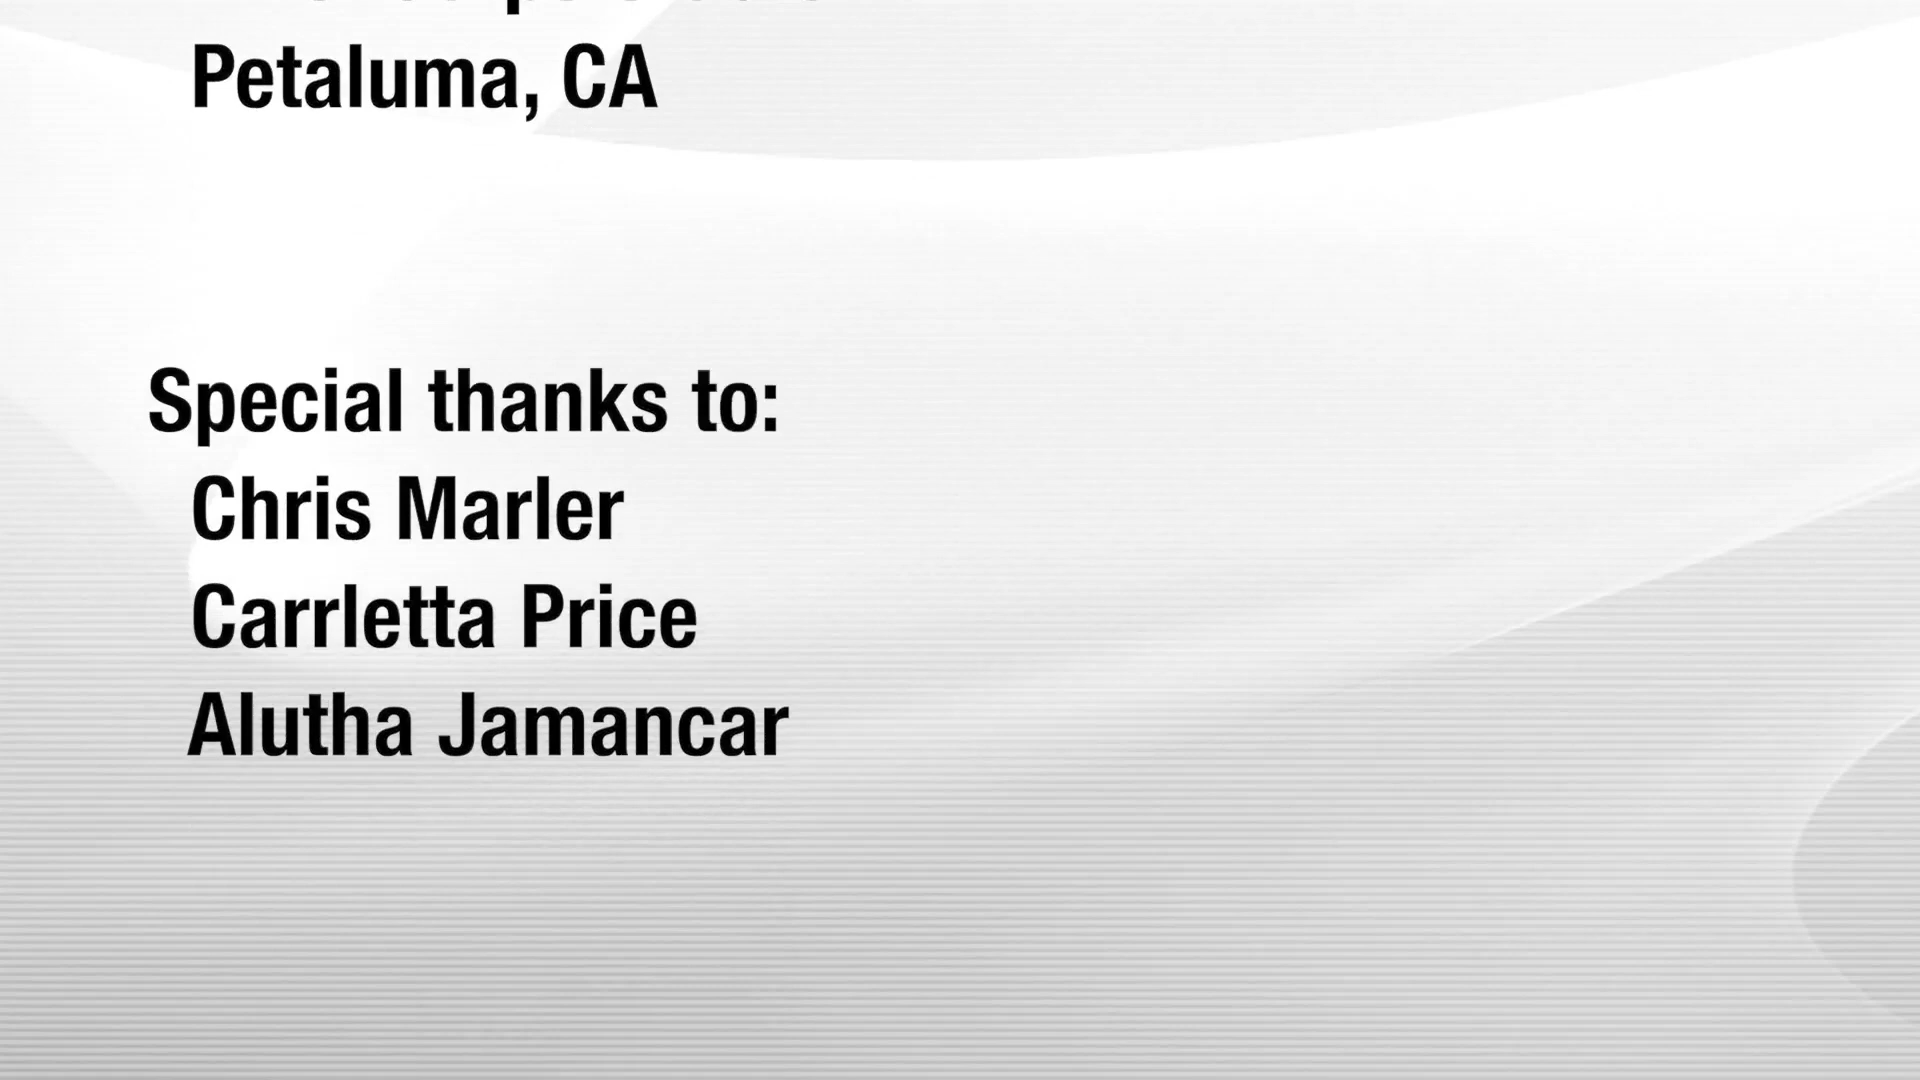 Petaluma, CA
Special thanks to:
Chris Marler
Carrletta Price
Alutha Jamancar